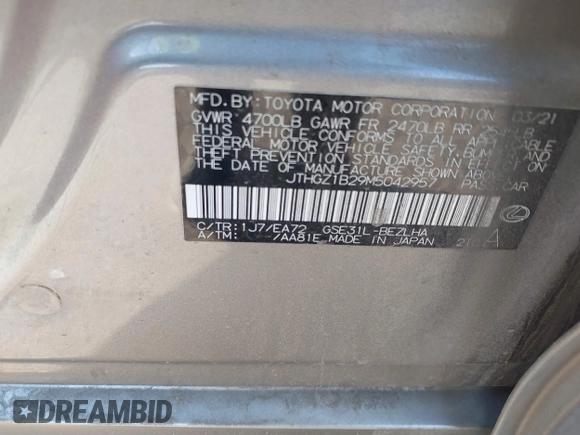 MFD. BY: TOYOTA MOTOR CORPORATION 03/21
GVWR 4700LB GAWR FR 2470LB RR
THIS VEHICLE CONFORMS TO ALL APPLICABLE
FEDERAL MOTOR VEHICLE SAFETY, BUMPER AND
THEFT PREVENTION STANDARDS IN EFFECT ON
THE DATE OF MANUFACTURE SHOWN ABOVE.
JTHGZ1B29M5042957 PASS. CAR
C/TR: 1J7/EA72 GSE31L-BEZLHA
A/TM: /AA81E MADE IN JAPAN A
DREAMBID